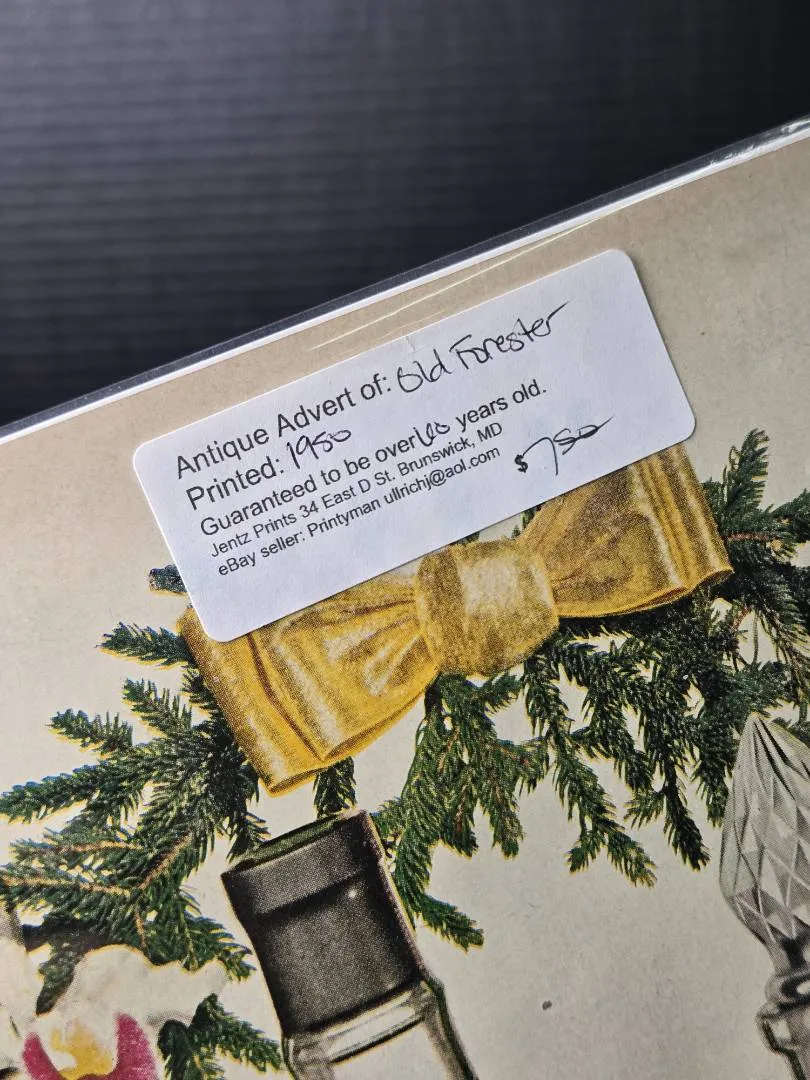 Antique Advert of: Old Forester
Printed: 1950
Guaranteed to be over 60 years old.
Jentz Prints 34 East D St. Brunswick, MD
eBay seller: Printyman ullrichj@aol.com
$750